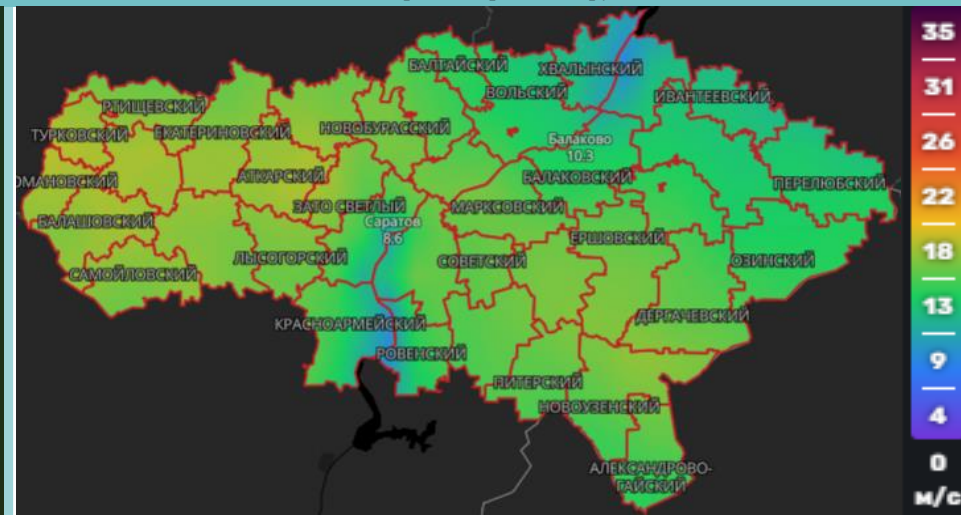 БАЛТАЙСКИЙ
ХВАЛЫНСКИЙ
ВОЛЬСКИЙ
ИВАНТЕЕВСКИЙ
РТИЩЕВСКИЙ
ТУРКОВСКИЙ
ЕКАТЕРИНОВСКИЙ
НОВОБУРАССКИЙ
Балаково
10.3
ОМАНОВСКИЙ
АТКАРСКИЙ
БАЛАКОВСКИЙ
ПЕРЕЛЮБСКИЙ
ЗАТО СВЕТЛЫЙ
МАРКСОВСКИЙ
БАЛАШОВСКИЙ
Саратов
8.6
ЕРШОВСКИЙ
ЛЫСОГОРСКИЙ
СОВЕТСКИЙ
ОЗИНСКИЙ
САМОЙЛОВСКИЙ
КРАСНОАРМЕЙСКИЙ
ДЕРГАЧЕВСКИЙ
РОВЕНСКИЙ
ПИТЕРСКИЙ
НОВОУЗЕНСКИЙ
АЛЕКСАНДРОВО-
ГАЙСКИЙ
35
31
26
22
18
13
9
4
0
м/с